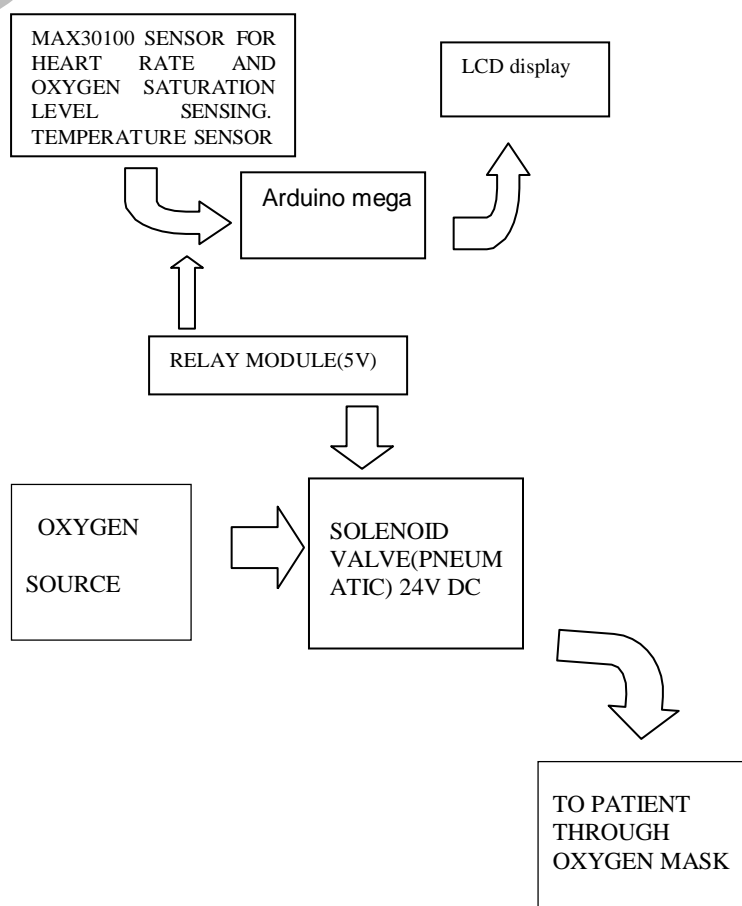 MAX30100 SENSOR FOR
HEART RATE AND
OXYGEN SATURATION
LEVEL SENSING.
TEMPERATURE SENSOR
LCD display
Arduino mega
RELAY MODULE(5V)
OXYGEN
SOURCE
SOLENOID
VALVE(PNEUM
ATIC) 24V DC
TO PATIENT
THROUGH
OXYGEN MASK